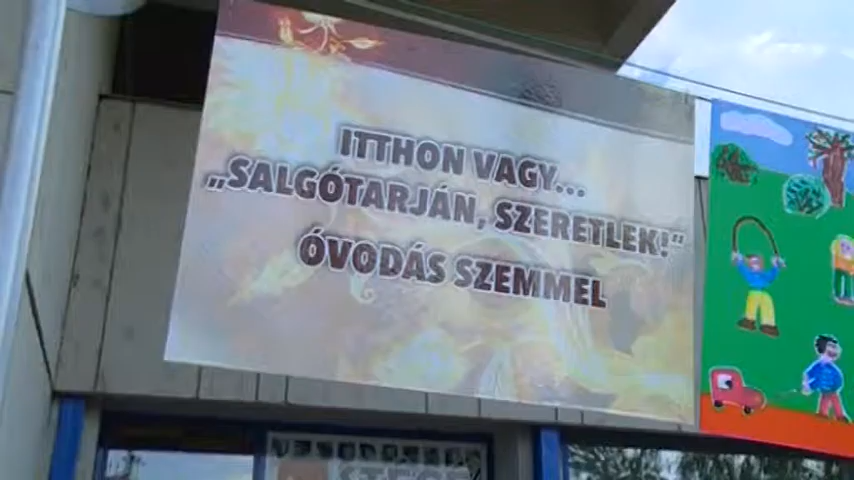 ITTHON VAGY...
„SALGÓTARJÁN, SZERETLEK!"
ÓVODÁS SZEMMEL